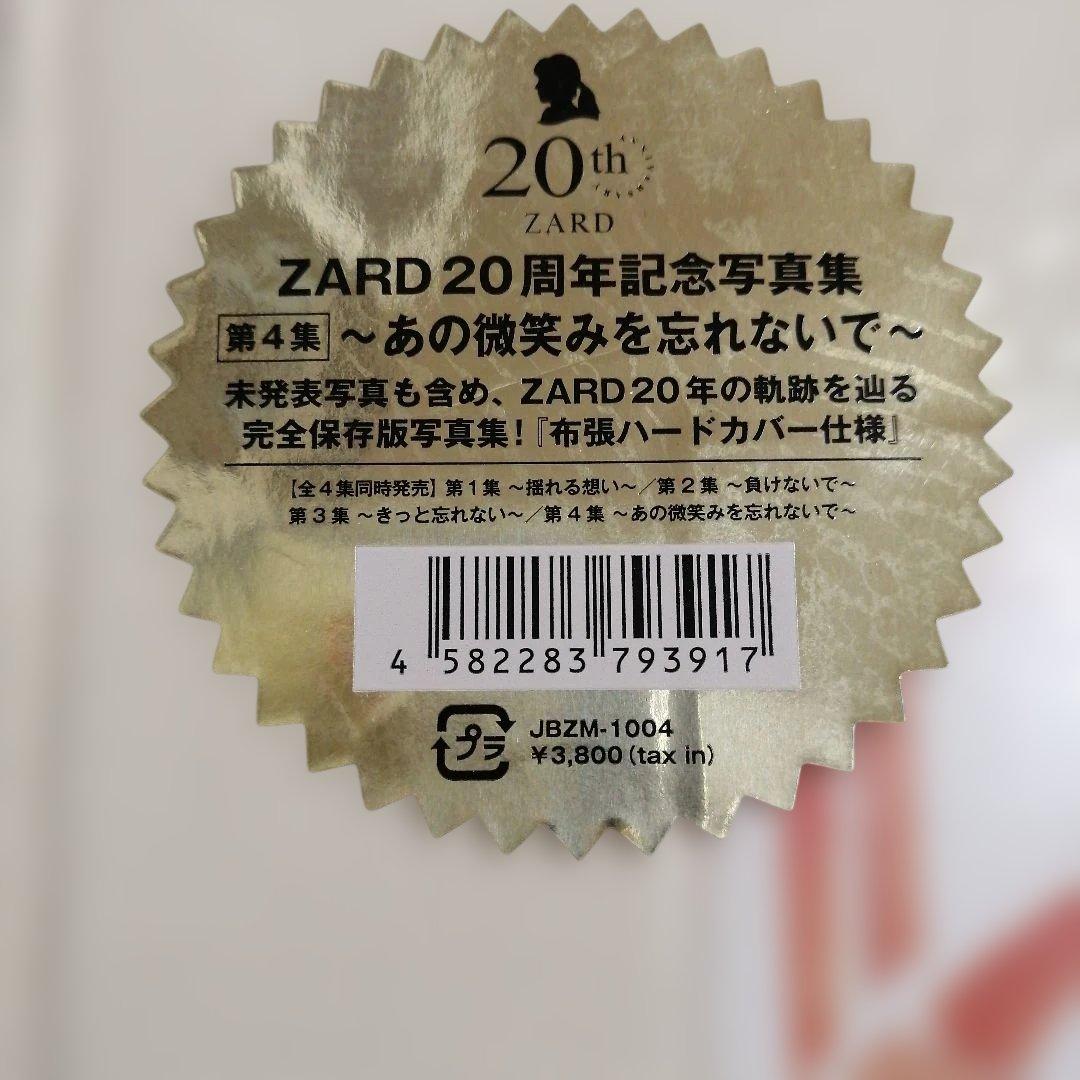 20th
ZARD
ZARD 20周年記念写真集
第4集 ～あの微笑みを忘れないで～
未発表写真も含め、ZARD20年の軌跡を辿る
完全保存版写真集!『布張ハードカバー仕様』
【全4集同時発売】第1集 ～揺れる想い～／第2集 ～負けないで～
第3集 ～きっと忘れない～／第4集 ～あの微笑みを忘れないで～
4 582283 793917
プラ JBZM-1004
¥3,800(tax in)